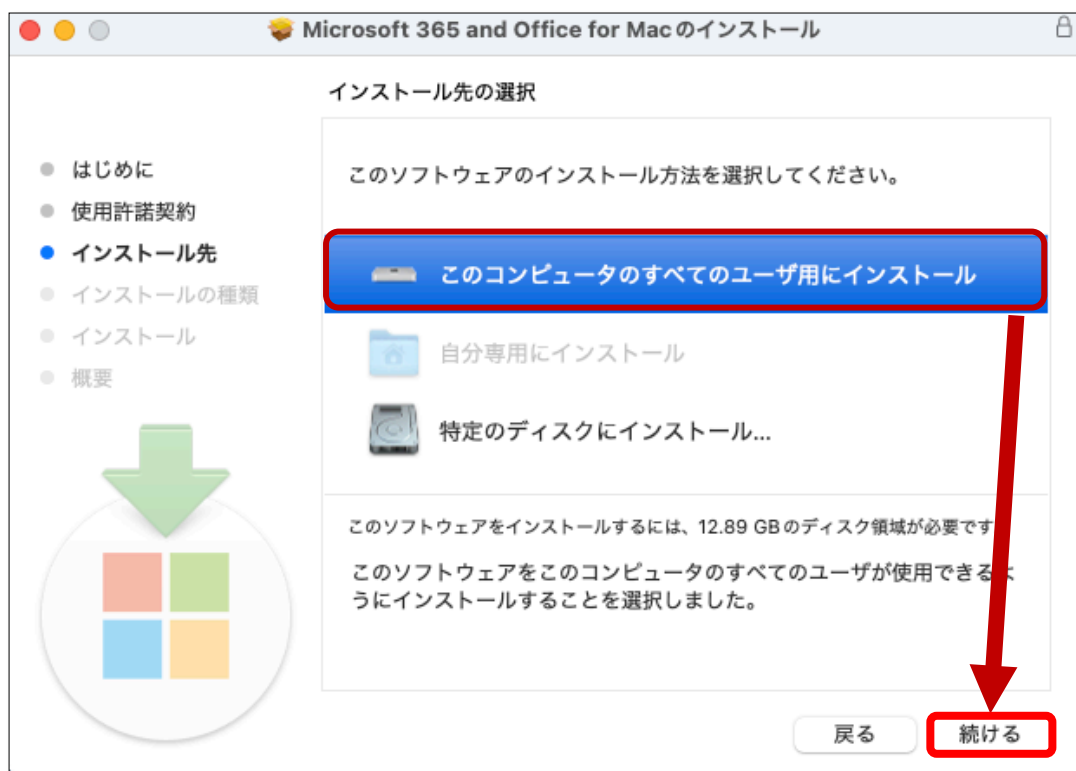 Microsoft 365 and Office for Macのインストール
インストール先の選択
はじめに
使用許諾契約
インストール先
インストールの種類
インストール
概要
このソフトウェアのインストール方法を選択してください。
このコンピュータのすべてのユーザ用にインストール
自分専用にインストール
特定のディスクにインストール...
このソフトウェアをインストールするには、12.89 GBのディスク領域が必要です
このソフトウェアをこのコンピュータのすべてのユーザが使用できるよ
うにインストールすることを選択しました。
戻る
続ける